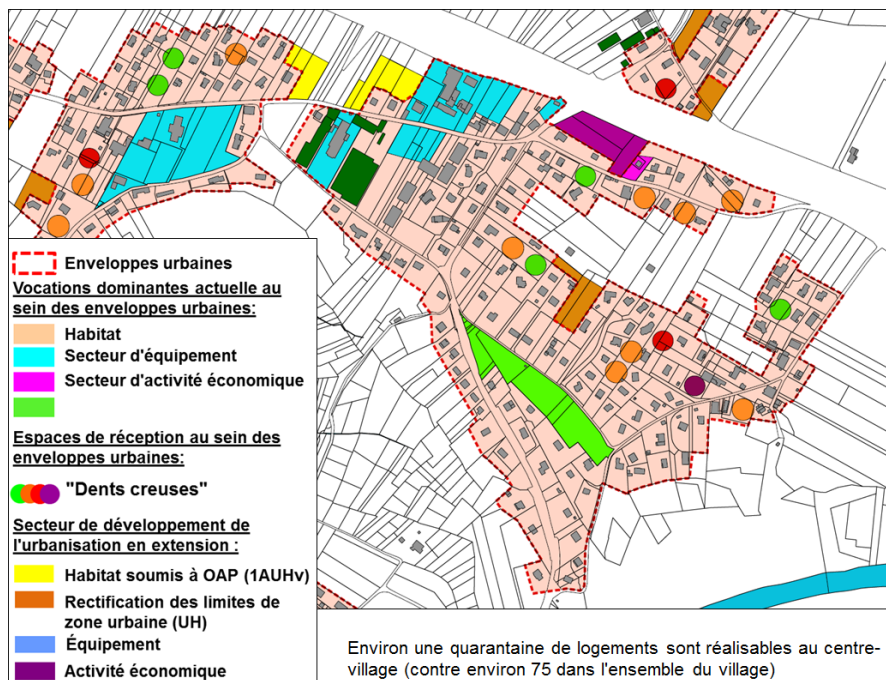 Enveloppes urbaines
Vocations dominantes actuelle au
sein des enveloppes urbaines:
Habitat
Secteur d'équipement
Secteur d'activité économique
Espaces de réception au sein des
enveloppes urbaines:
"Dents creuses"
Secteur de développement de
l'urbanisation en extension :
Habitat soumis à OAP (1AUHv)
Rectification des limites de
zone urbaine (UH)
Équipement
Activité économique
Environ une quarantaine de logements sont réalisables au centre-
village (contre environ 75 dans l'ensemble du village)